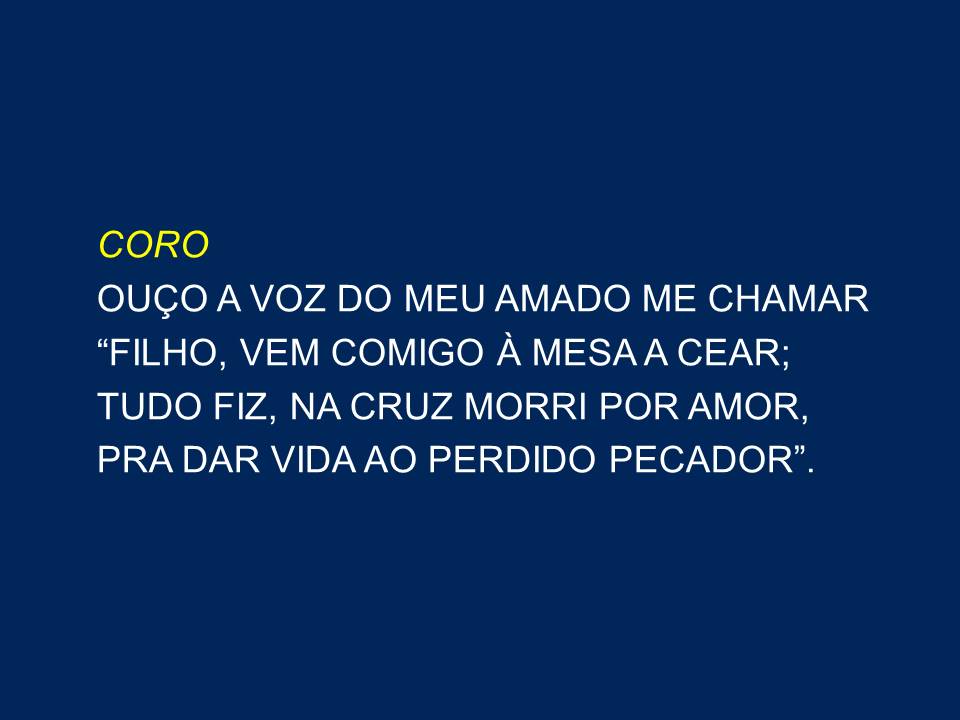 CORO
OUÇO A VOZ DO MEU AMADO ME CHAMAR
“FILHO, VEM COMIGO À MESA A CEAR;
TUDO FIZ, NA CRUZ MORRI POR AMOR,
PRA DAR VIDA AO PERDIDO PECADOR”.